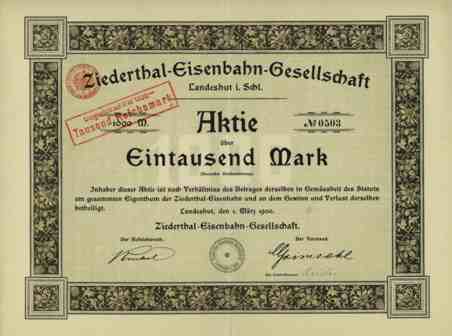 Ziederthal-Eisenbahn-Gesellschaft
Landeshut i. Schl.
Tausend Reichsmark
1000 M.
Aktie
№ 0503
über
Eintausend Mark
Inhaber dieser Aktie ist nach Verhältniss des Betrages derselben in Gemässheit des Statuts
am gesammten Eigenthum der Ziederthal-Eisenbahn und an dem Gewinn und Verlust derselben
betheiligt.
Landeshut, den 1. März 1900.
Ziederthal-Eisenbahn-Gesellschaft.
Der Aufsichtsrath.
Der Vorstand.